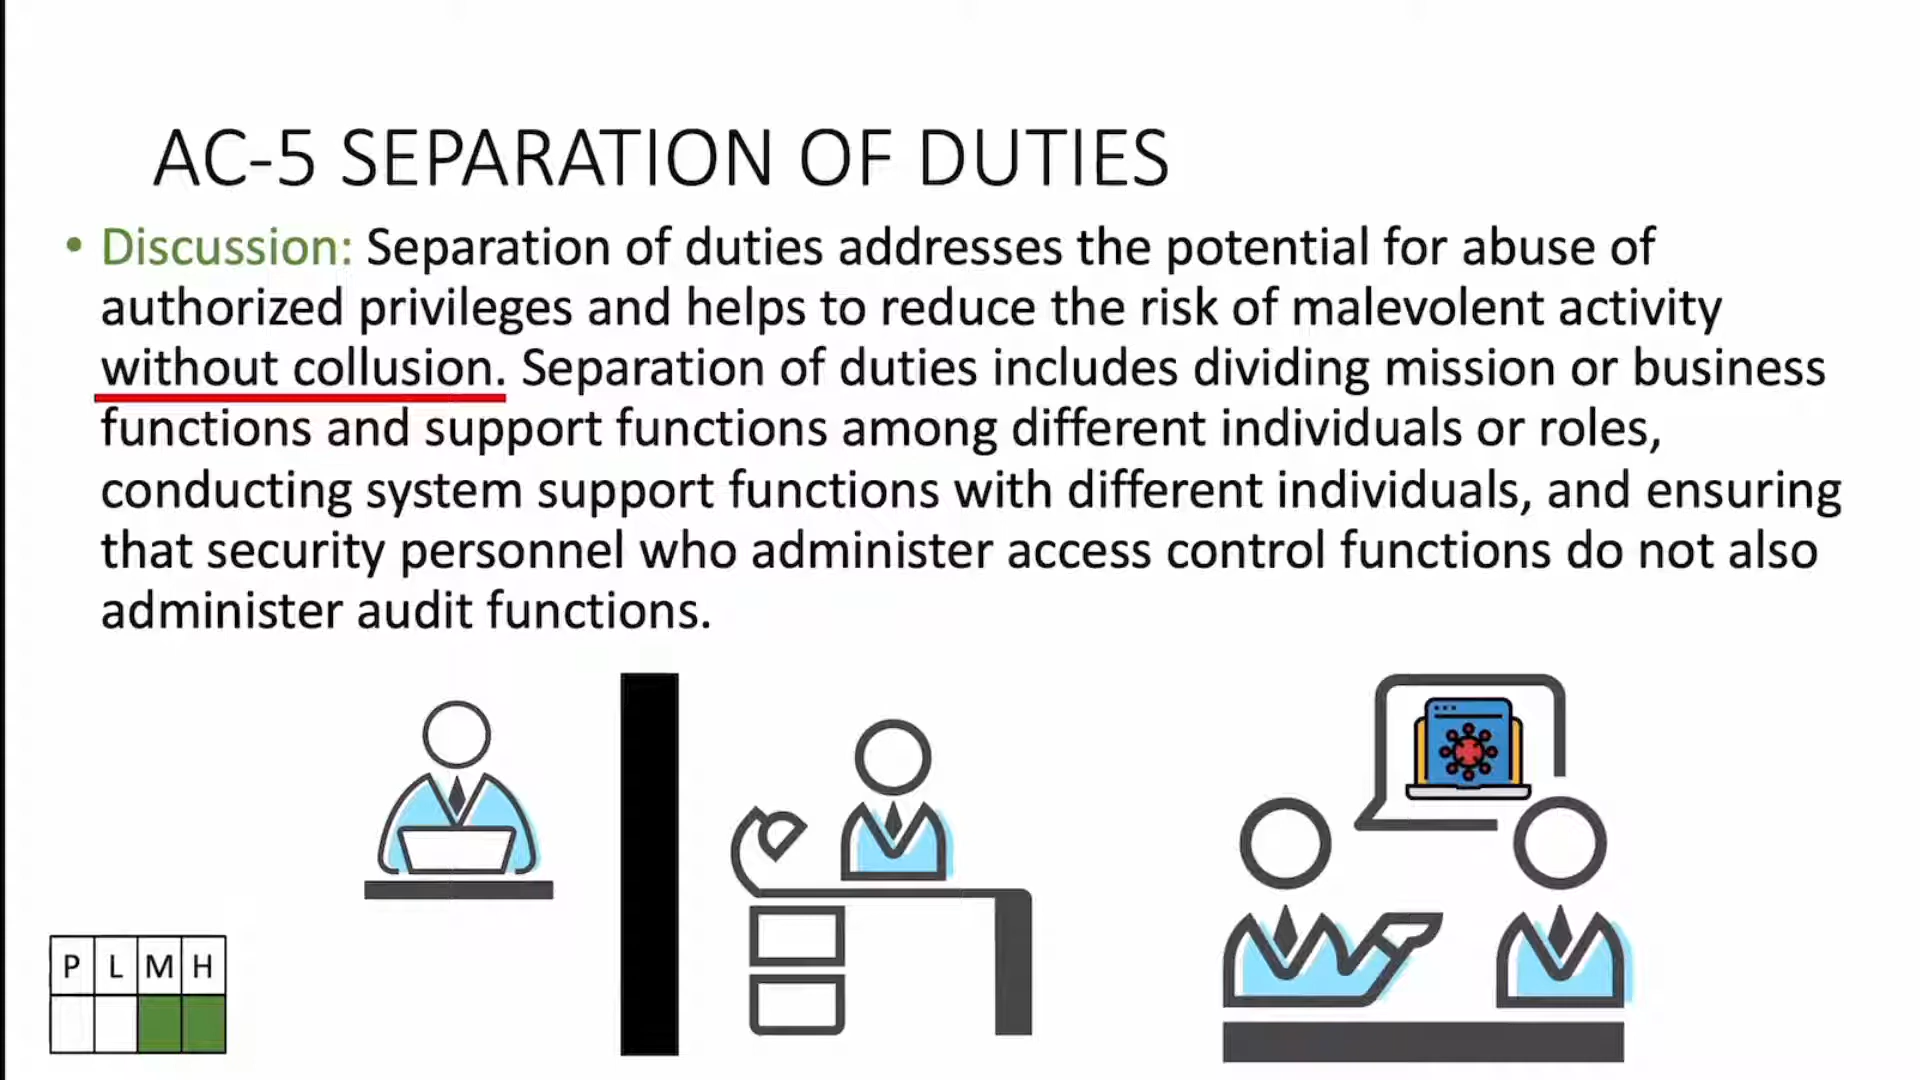 AC-5 SEPARATION OF DUTIES
• Discussion: Separation of duties addresses the potential for abuse of
authorized privileges and helps to reduce the risk of malevolent activity
without collusion. Separation of duties includes dividing mission or business
functions and support functions among different individuals or roles,
conducting system support functions with different individuals, and ensuring
that security personnel who administer access control functions do not also
administer audit functions.
P L M H